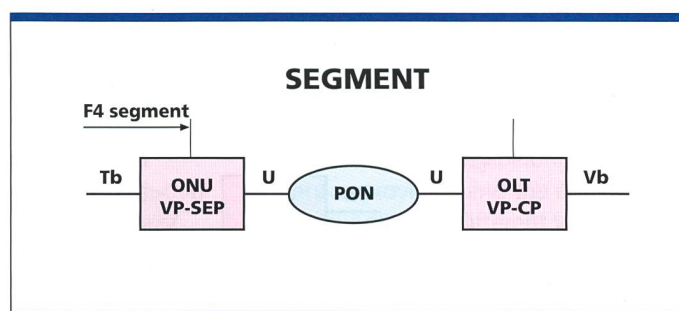 SEGMENT
F4 segment
Tb
ONU
VP-SEP
U
PON
U
OLT
VP-CP
Vb